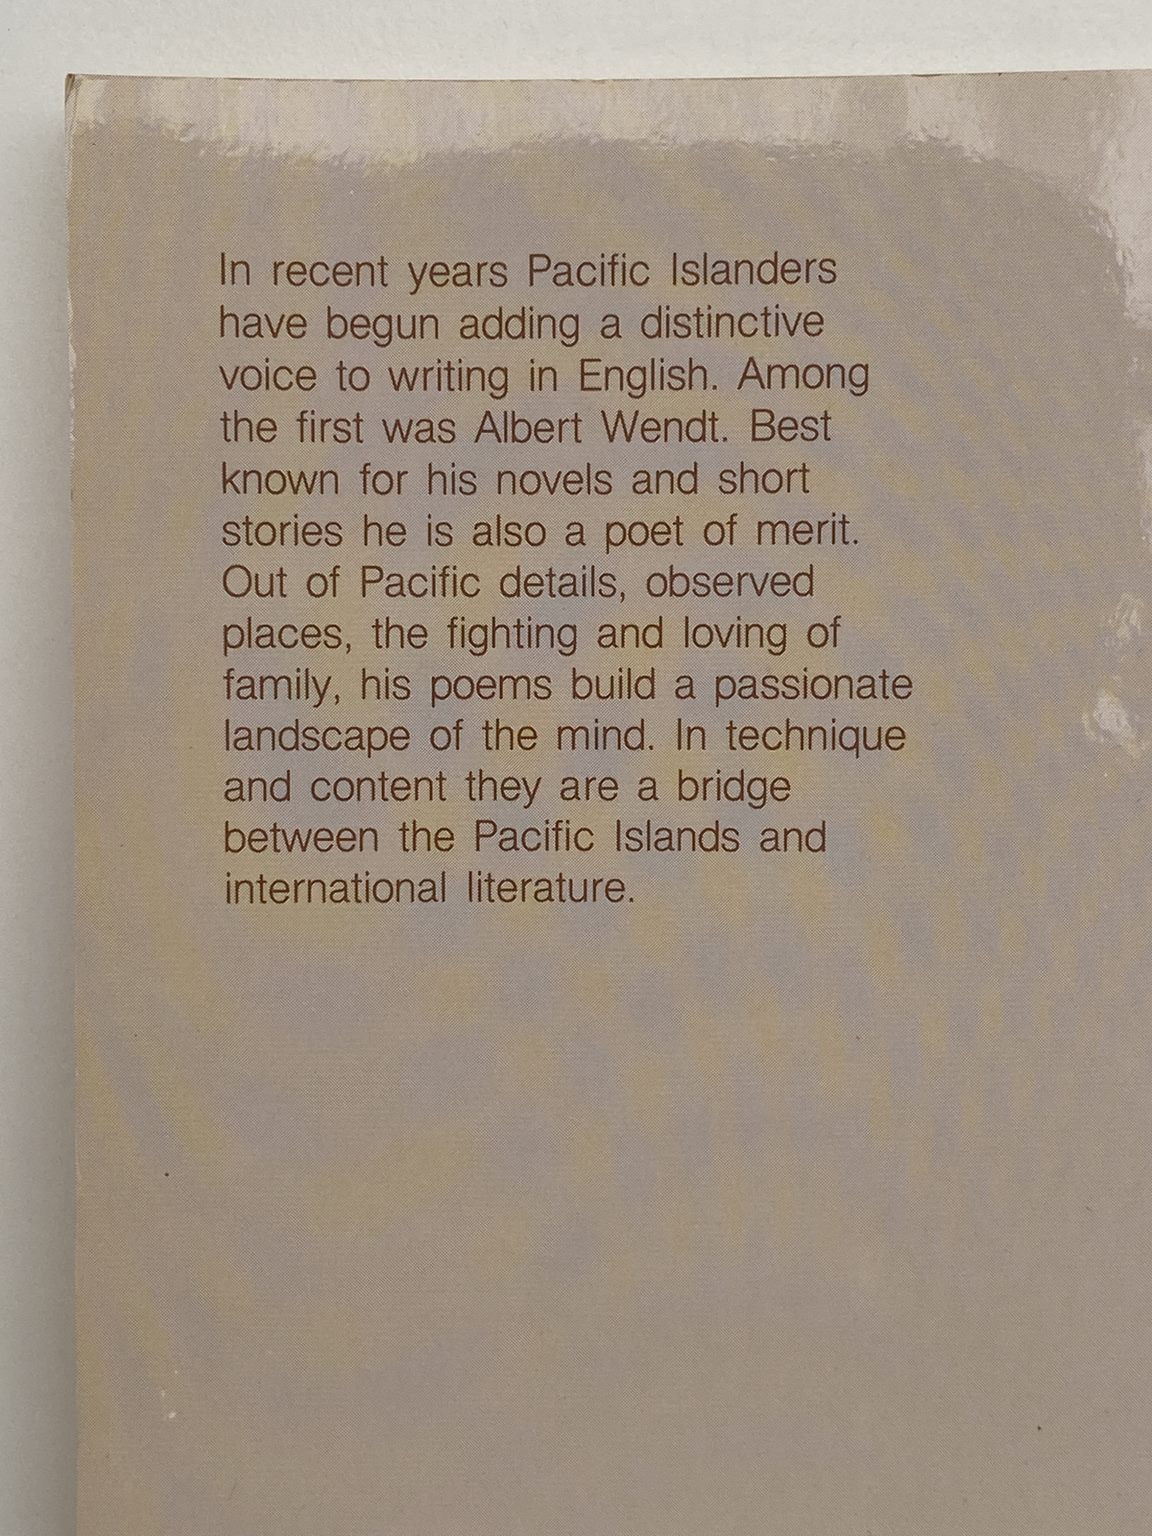 In recent years Pacific Islanders
have begun adding a distinctive
voice to writing in English. Among
the first was Albert Wendt. Best
known for his novels and short
stories he is also a poet of merit.
Out of Pacific details, observed
places, the fighting and loving of
family, his poems build a passionate
landscape of the mind. In technique
and content they are a bridge
between the Pacific Islands and
international literature.